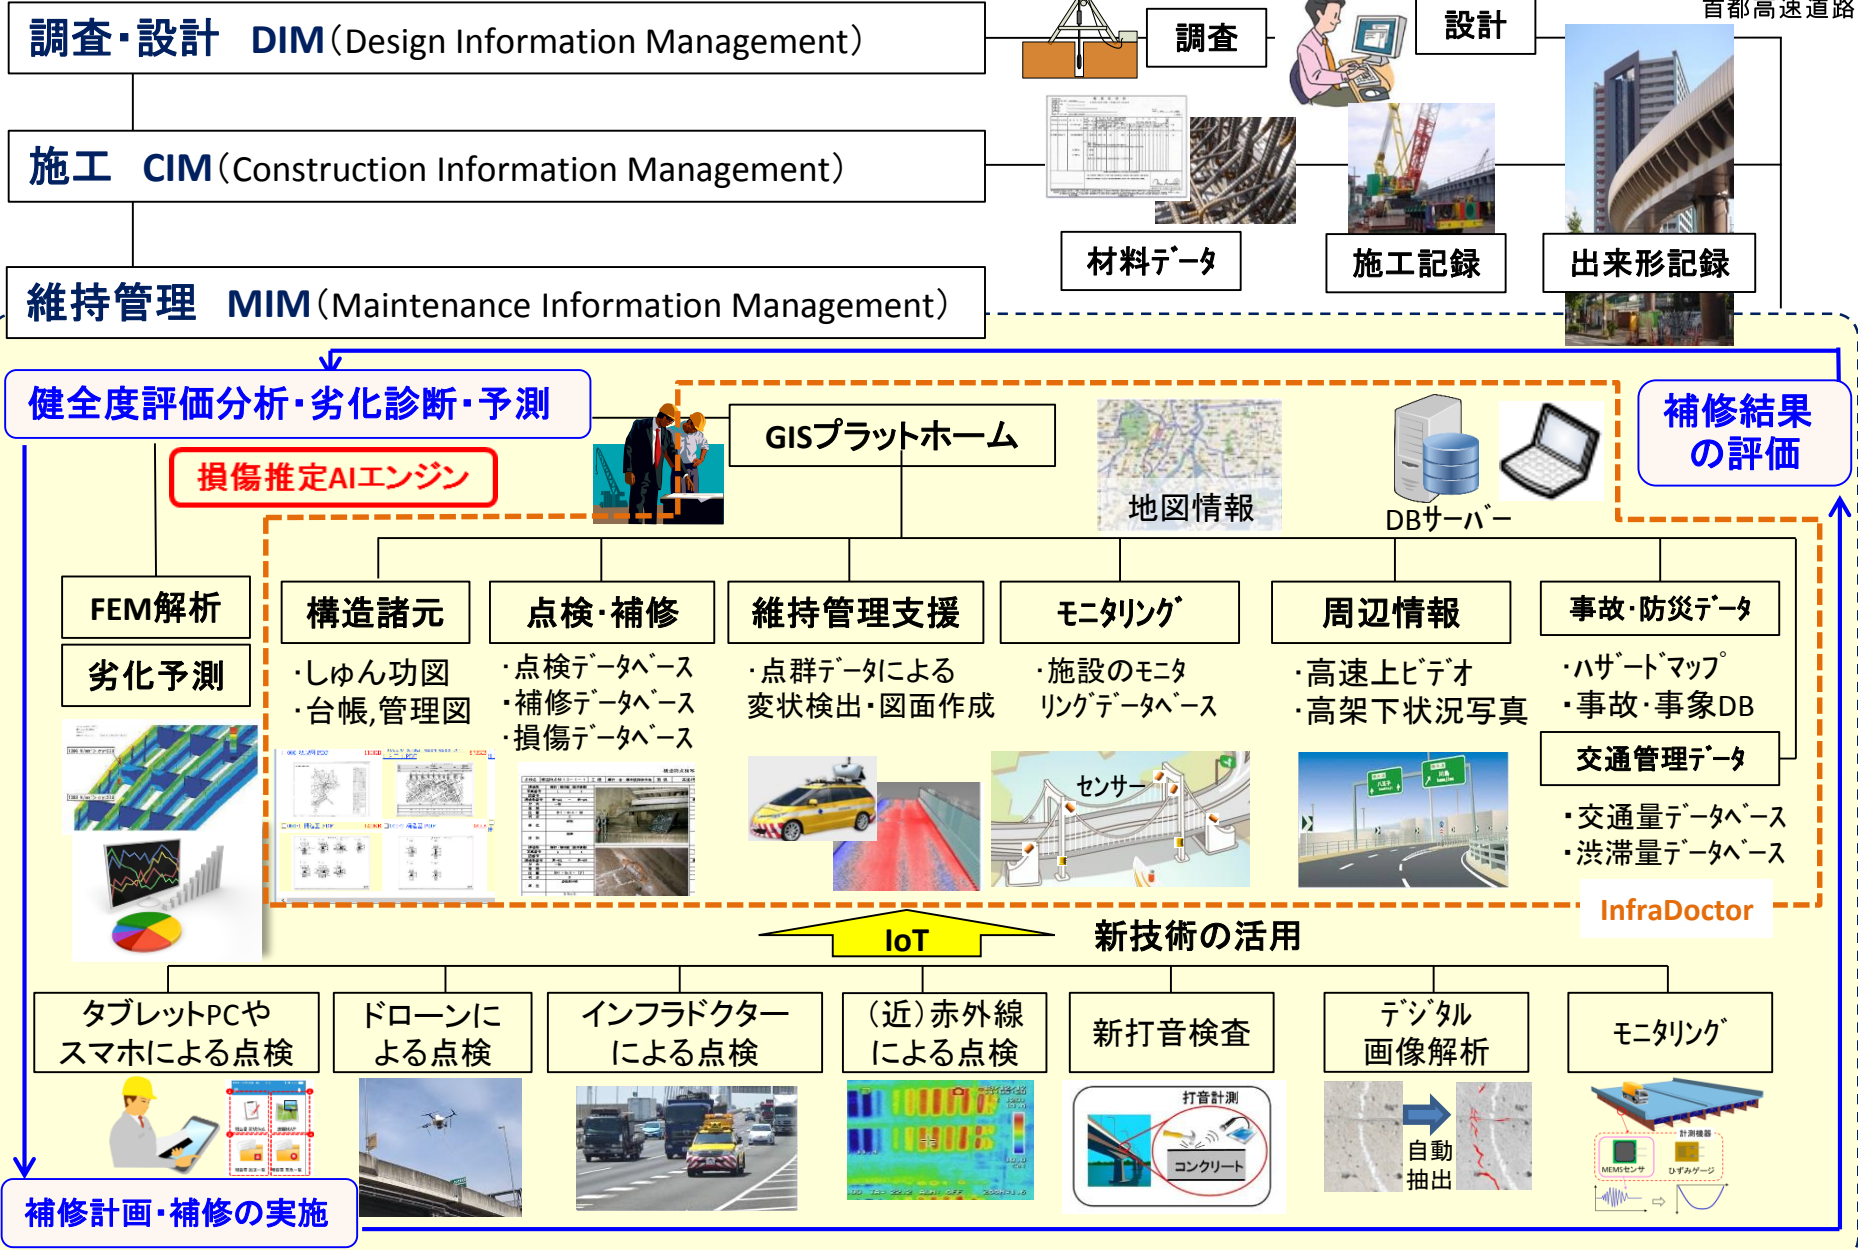 首都高速道路
調査・設計 DIM（Design Information Management）
調査
設計
施工 CIM（Construction Information Management）
材料データ
施工記録
出来形記録
維持管理 MIM（Maintenance Information Management）
健全度評価分析・劣化診断・予測
補修結果
の評価
損傷推定AIエンジン
GISプラットホーム
地図情報
DBサーバー
FEM解析
劣化予測
構造諸元
・しゅん功図
・台帳,管理図
点検・補修
・点検データベース
・補修データベース
・損傷データベース
維持管理支援
・点群データによる
変状検出・図面作成
モニタリング
・施設のモニタ
リングデータベース
センサー
周辺情報
・高速上ビデオ
・高架下状況写真
事故・防災データ
・ハザードマップ
・事故・事象DB
交通管理データ
・交通量データベース
・渋滞量データベース
InfraDoctor
IoT
新技術の活用
タブレットPCや
スマホによる点検
ドローンに
よる点検
インフラドクター
による点検
（近）赤外線
による点検
新打音検査
打音計測
コンクリート
デジタル
画像解析
自動
抽出
モニタリング
計測機器
MEMSセンサ
ひずみゲージ
補修計画・補修の実施